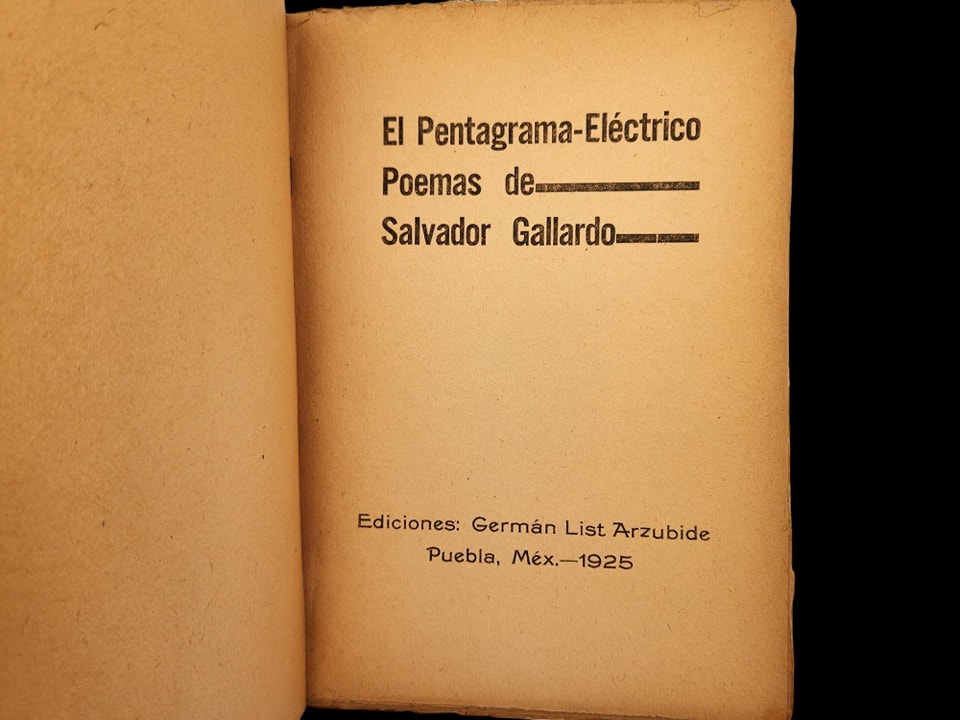 El Pentagrama-Eléctrico
Poemas de
Salvador Gallardo
Ediciones: Germán List Arzubide
Puebla, Méx.—1925